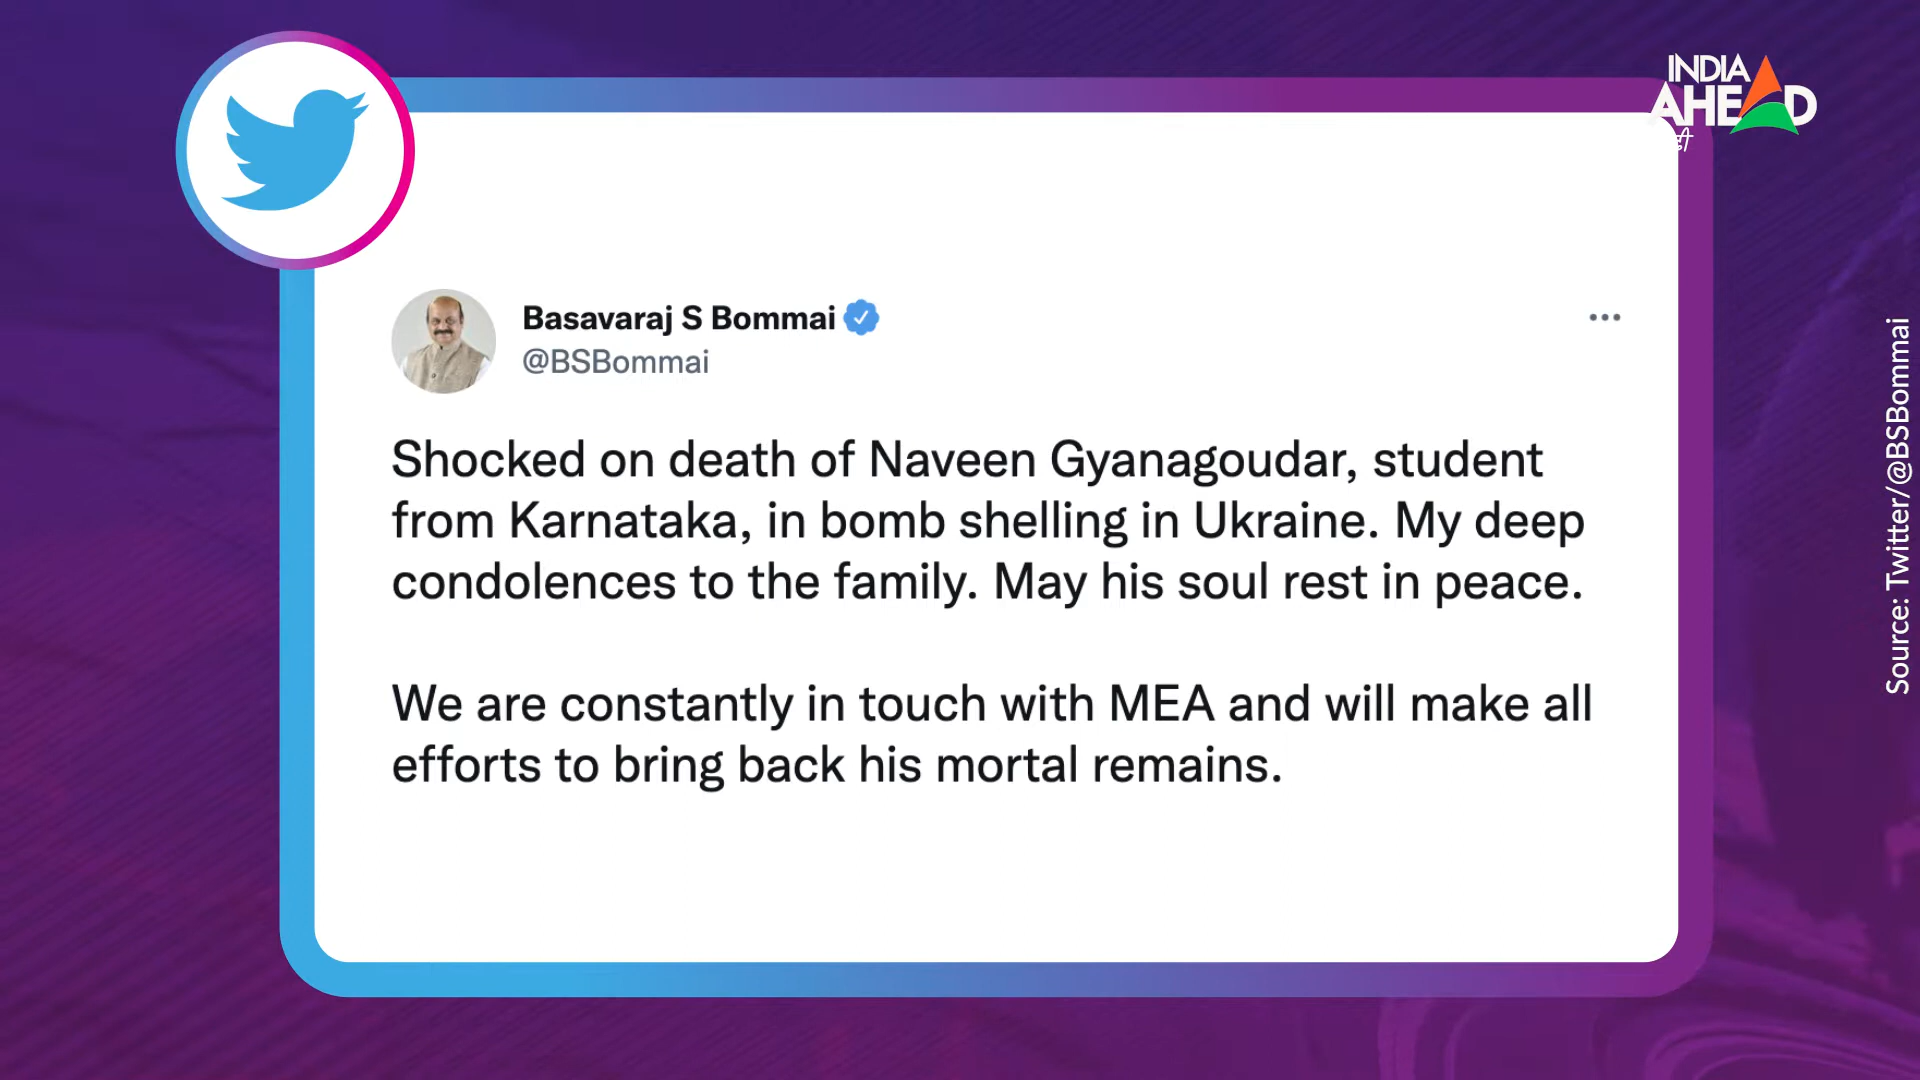 INDIA
AHEAD
Basavaraj S Bommai
@BSBommai
Shocked on death of Naveen Gyanagoudar, student
from Karnataka, in bomb shelling in Ukraine. My deep
condolences to the family. May his soul rest in peace.
We are constantly in touch with MEA and will make all
efforts to bring back his mortal remains.
Source: Twitter/@BSBommai